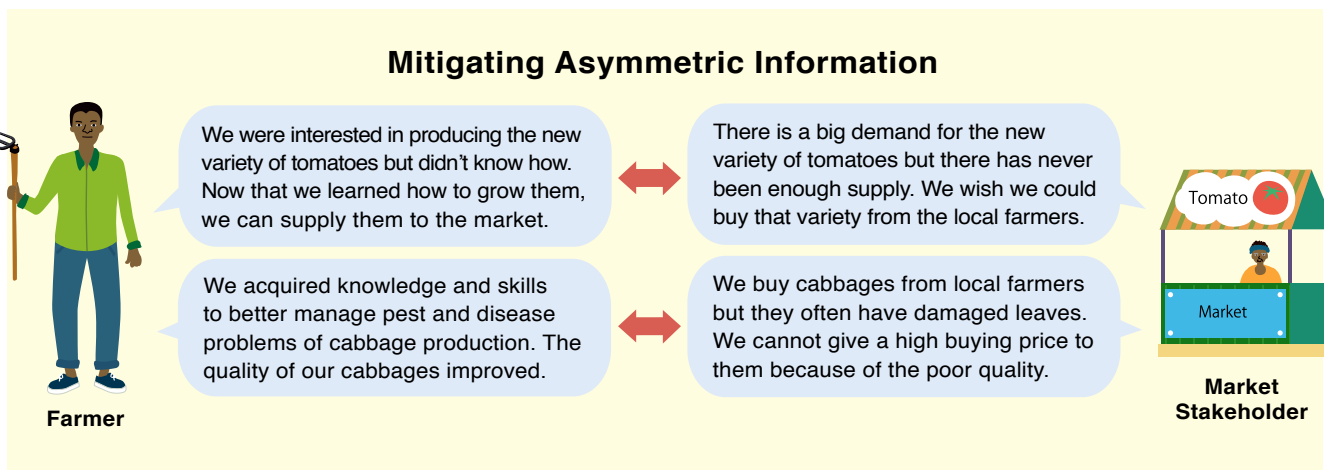 Mitigating Asymmetric Information
We were interested in producing the new
variety of tomatoes but didn't know how.
Now that we learned how to grow them,
we can supply them to the market.
There is a big demand for the new
variety of tomatoes but there has never
been enough supply. We wish we could
buy that variety from the local farmers.
We acquired knowledge and skills
to better manage pest and disease
problems of cabbage production. The
quality of our cabbages improved.
We buy cabbages from local farmers
but they often have damaged leaves.
We cannot give a high buying price to
them because of the poor quality.
Tomato
Market
Farmer
Market
Stakeholder